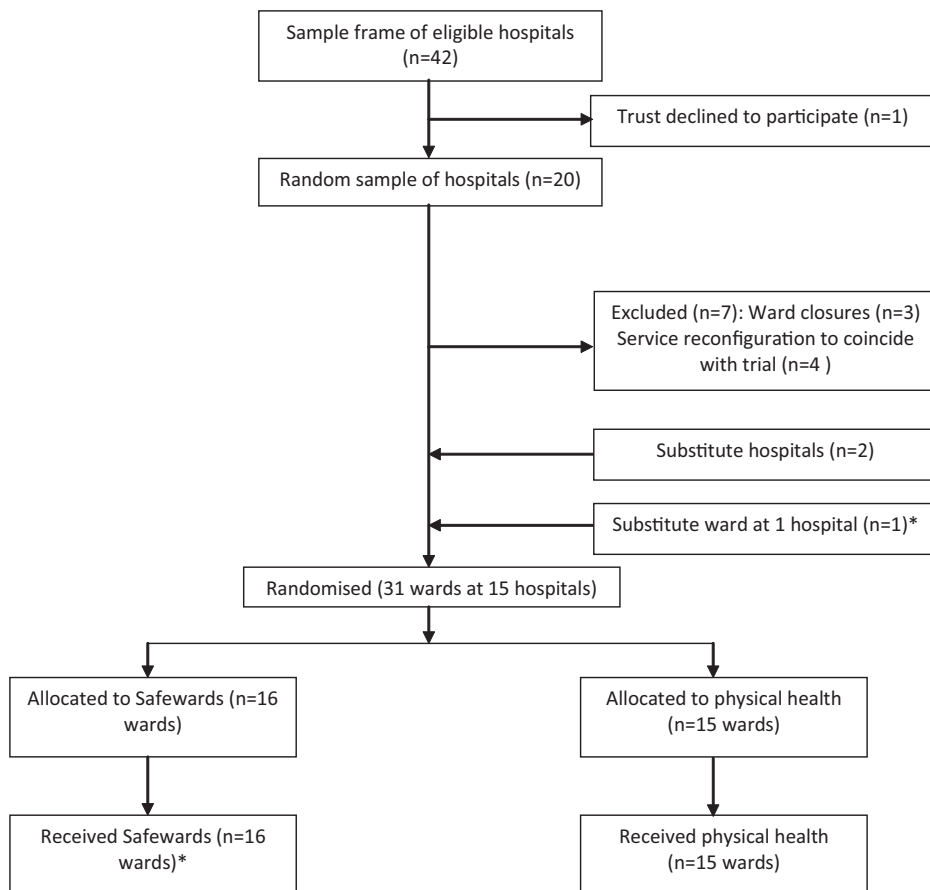 Sample frame of eligible hospitals
(n=42)
Trust declined to participate (n=1)
Random sample of hospitals (n=20)
Excluded (n=7): Ward closures (n=3)
Service reconfiguration to coincide
with trial (n=4 )
Substitute hospitals (n=2)
Substitute ward at 1 hospital (n=1)*
Randomised (31 wards at 15 hospitals)
Allocated to Safewards (n=16
wards)
Allocated to physical health
(n=15 wards)
Received Safewards (n=16
wards)*
Received physical health
(n=15 wards)